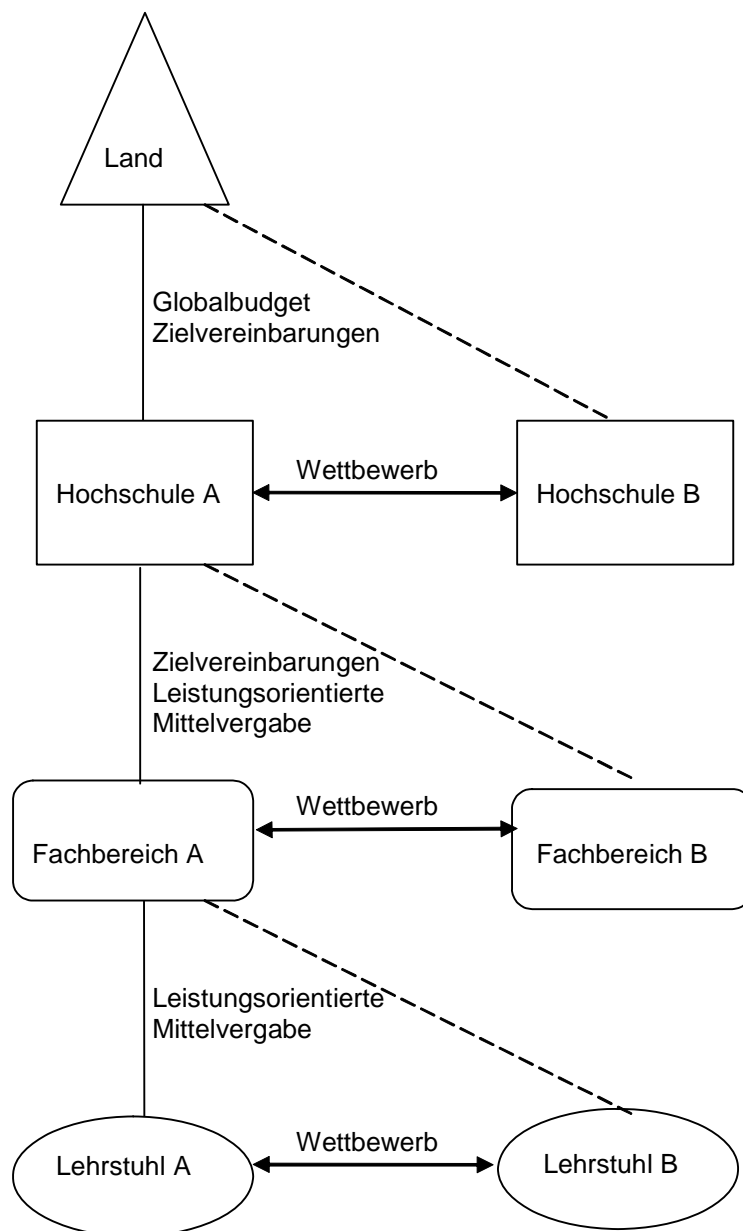 Land
Globalbudget
Zielvereinbarungen
Wettbewerb
Hochschule A
Hochschule B
Zielvereinbarungen
Leistungsorientierte
Mittelvergabe
Wettbewerb
Fachbereich A
Fachbereich B
Leistungsorientierte
Mittelvergabe
Wettbewerb
Lehrstuhl A
Lehrstuhl B